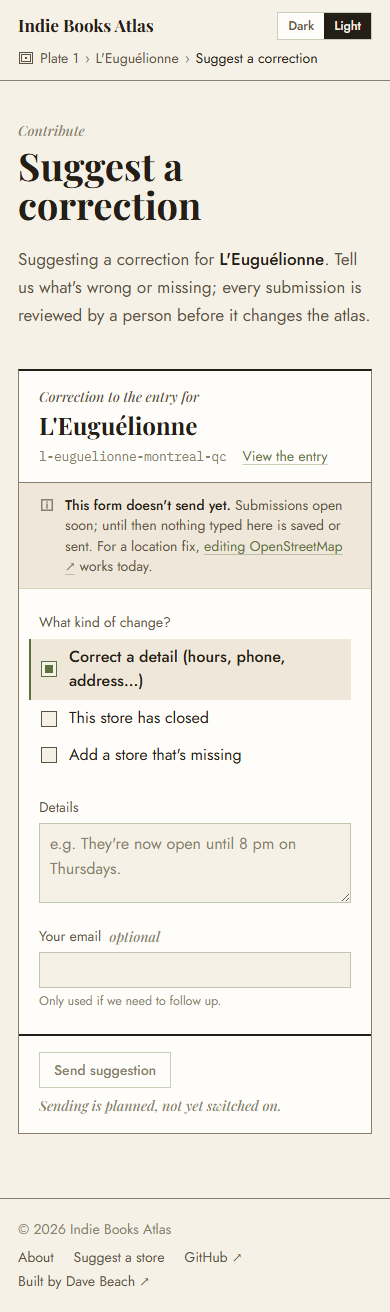 Indie Books Atlas
Dark Light
Plate 1 › L'Euguélionne › Suggest a correction
Contribute
Suggest a
correction
Suggesting a correction for L'Euguélionne. Tell
us what's wrong or missing; every submission is
reviewed by a person before it changes the atlas.
Correction to the entry for
L'Euguélionne
l-euguelionne-montreal-qc View the entry
This form doesn't send yet. Submissions open
soon; until then nothing typed here is saved or
sent. For a location fix, editing OpenStreetMap
↗ works today.
What kind of change?
Correct a detail (hours, phone,
address…)
This store has closed
Add a store that's missing
Details
e.g. They're now open until 8 pm on
Thursdays.
Your email optional
Only used if we need to follow up.
Send suggestion
Sending is planned, not yet switched on.
© 2026 Indie Books Atlas
About Suggest a store GitHub ↗
Built by Dave Beach ↗